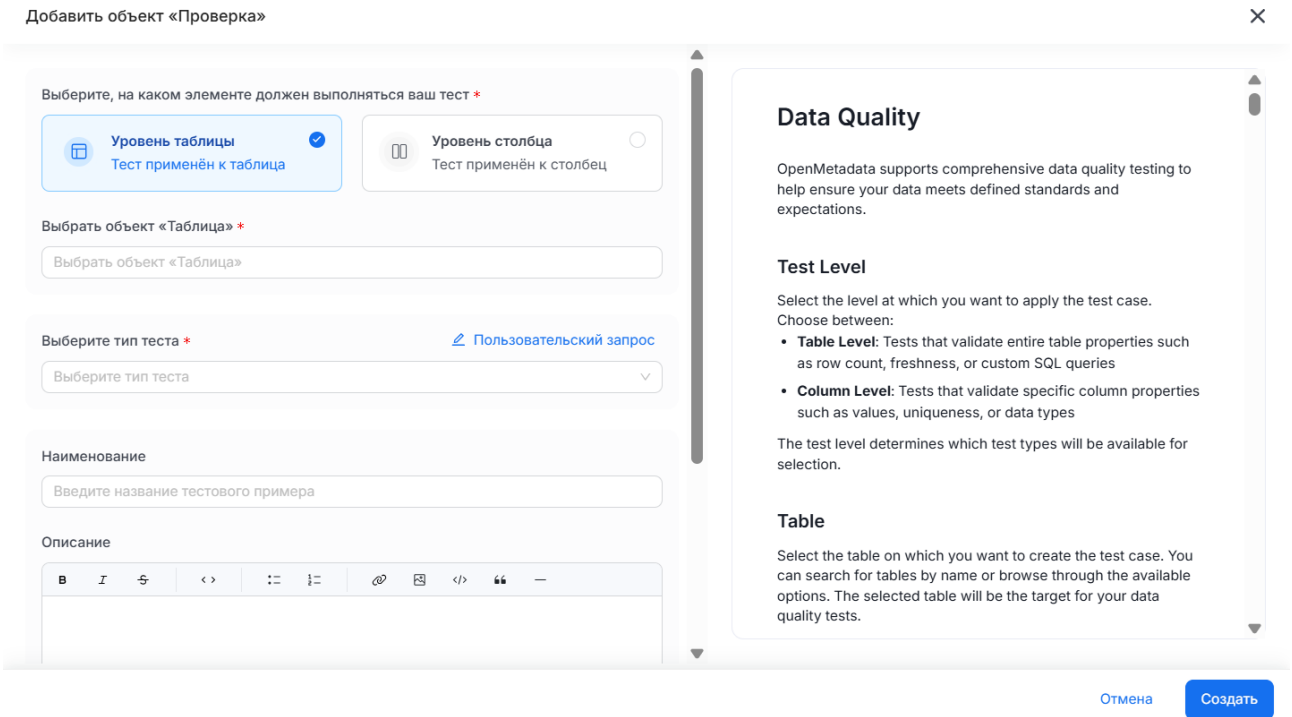 Добавить объект «Проверка»
Выберите, на каком элементе должен выполняться ваш тест *
Уровень таблицы
Тест применён к таблица
Уровень столбца
Тест применён к столбец
Выбрать объект «Таблица» *
Выбрать объект «Таблица»
Выберите тип теста *
Пользовательский запрос
Выберите тип теста
Наименование
Введите название тестового примера
Описание
Data Quality
OpenMetadata supports comprehensive data quality testing to
help ensure your data meets defined standards and
expectations.
Test Level
Select the level at which you want to apply the test case.
Choose between:
• Table Level: Tests that validate entire table properties such
as row count, freshness, or custom SQL queries
• Column Level: Tests that validate specific column properties
such as values, uniqueness, or data types
The test level determines which test types will be available for
selection.
Table
Select the table on which you want to create the test case. You
can search for tables by name or browse through the available
options. The selected table will be the target for your data
quality tests.
Отмена
Создать